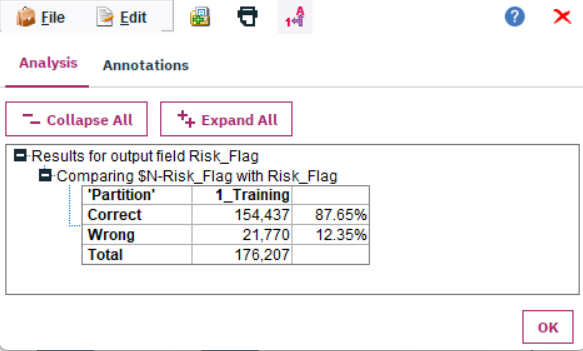 File Edit
Analysis Annotations
Collapse All Expand All
Results for output field Risk_Flag
Comparing $N-Risk_Flag with Risk_Flag
'Partition' 1_Training
Correct 154,437 87.65%
Wrong 21,770 12.35%
Total 176,207
OK